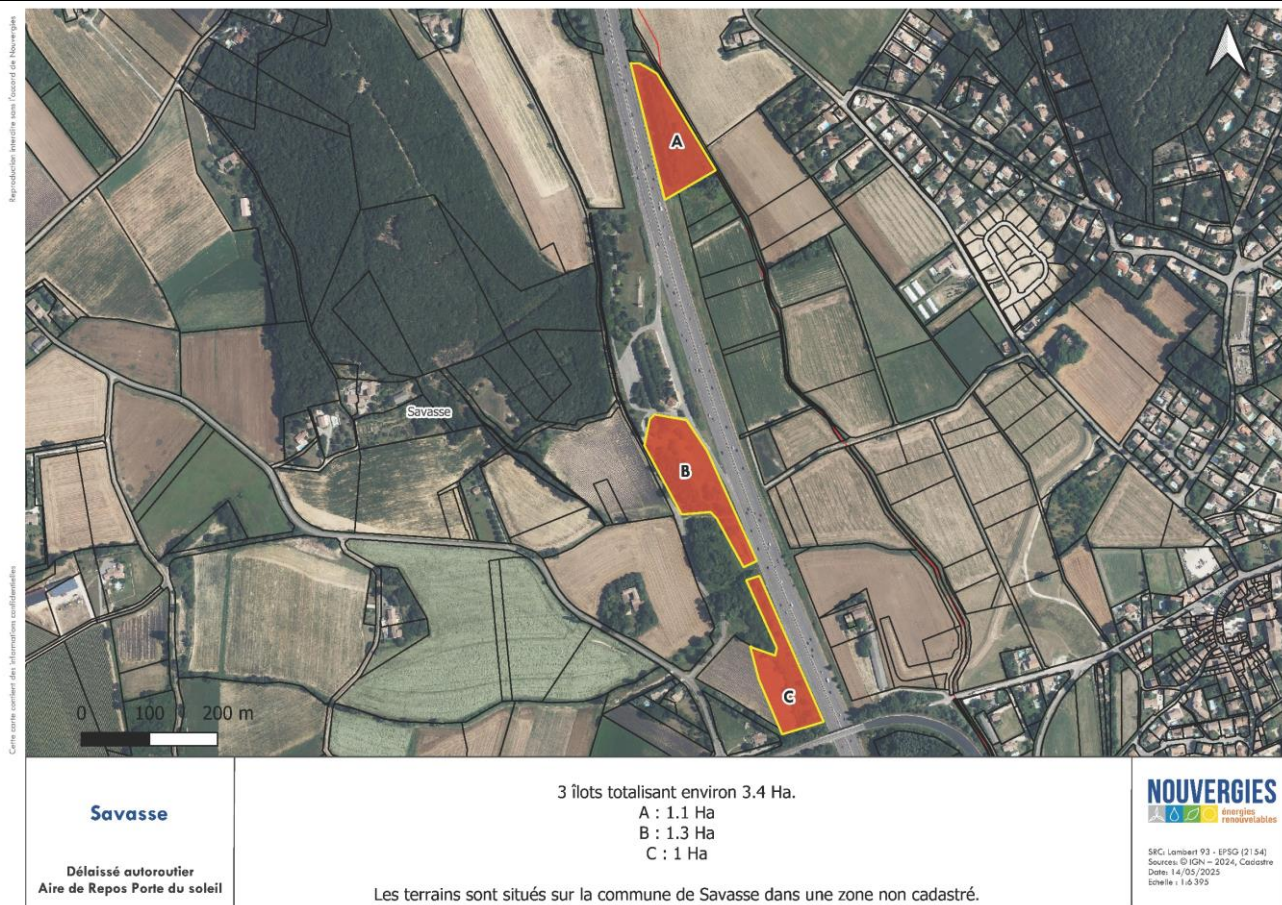 Reproduction interdite sans l'accord de Nouvergies
Cette carte contient des informations confidentielles
A
Savasse
B
C
0 100 200 m
Savasse
Délaissé autoroutier
Aire de Repos Porte du soleil
3 îlots totalisant environ 3.4 Ha.
A : 1.1 Ha
B : 1.3 Ha
C : 1 Ha
Les terrains sont situés sur la commune de Savasse dans une zone non cadastré.
NOUVERGIES
énergies
renouvelables
SRC: Lambert 93 - EPSG (2154)
Sources: © IGN – 2024, Cadastre
Date: 14/05/2025
Echelle : 1:6 395